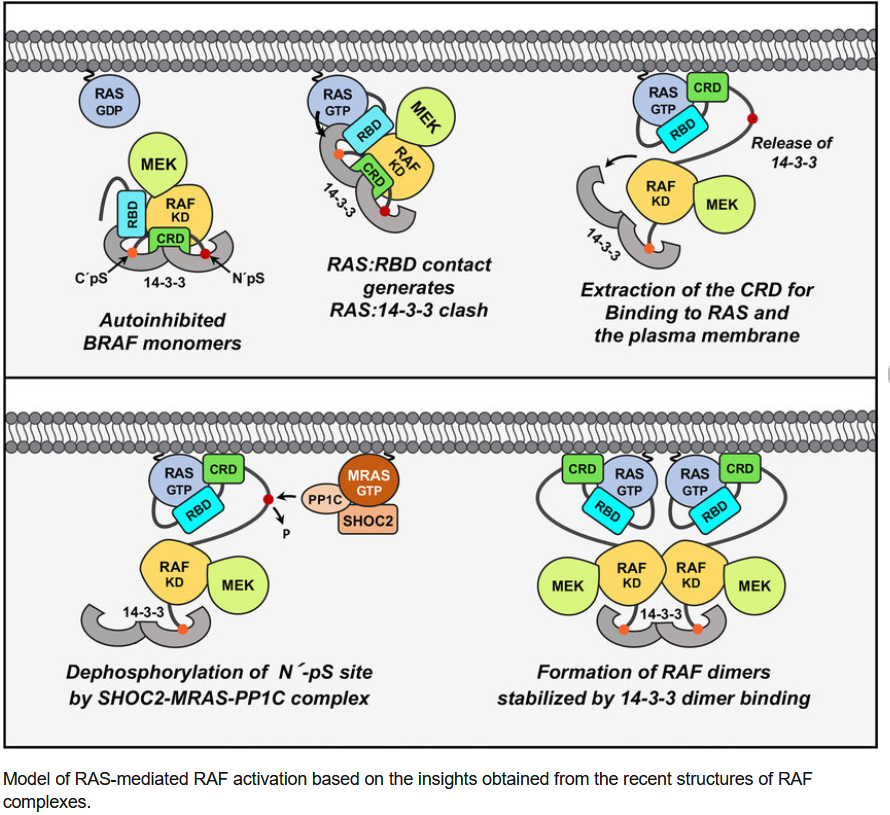 RAS
GDP
MEK
RBD
RAF
KD
CRD
C´pS
14-3-3
N´pS
Autoinhibited
BRAF monomers
RAS
GTP
RBD
MEK
RAF
KD
CRD
14-3-3
RAS:RBD contact
generates
RAS:14-3-3 clash
RAS
GTP
CRD
RBD
Release of
14-3-3
RAF
KD
MEK
14-3-3
Extraction of the CRD for
Binding to RAS and
the plasma membrane
RAS
GTP
CRD
RBD
PP1C
MRAS
GTP
SHOC2
P
RAF
KD
MEK
14-3-3
Dephosphorylation of N´-pS site
by SHOC2-MRAS-PP1C complex
CRD
RAS
GTP
RBD
RAS
GTP
CRD
RBD
MEK
RAF
KD
RAF
KD
MEK
14-3-3
Formation of RAF dimers
stabilized by 14-3-3 dimer binding
Model of RAS-mediated RAF activation based on the insights obtained from the recent structures of RAF
complexes.